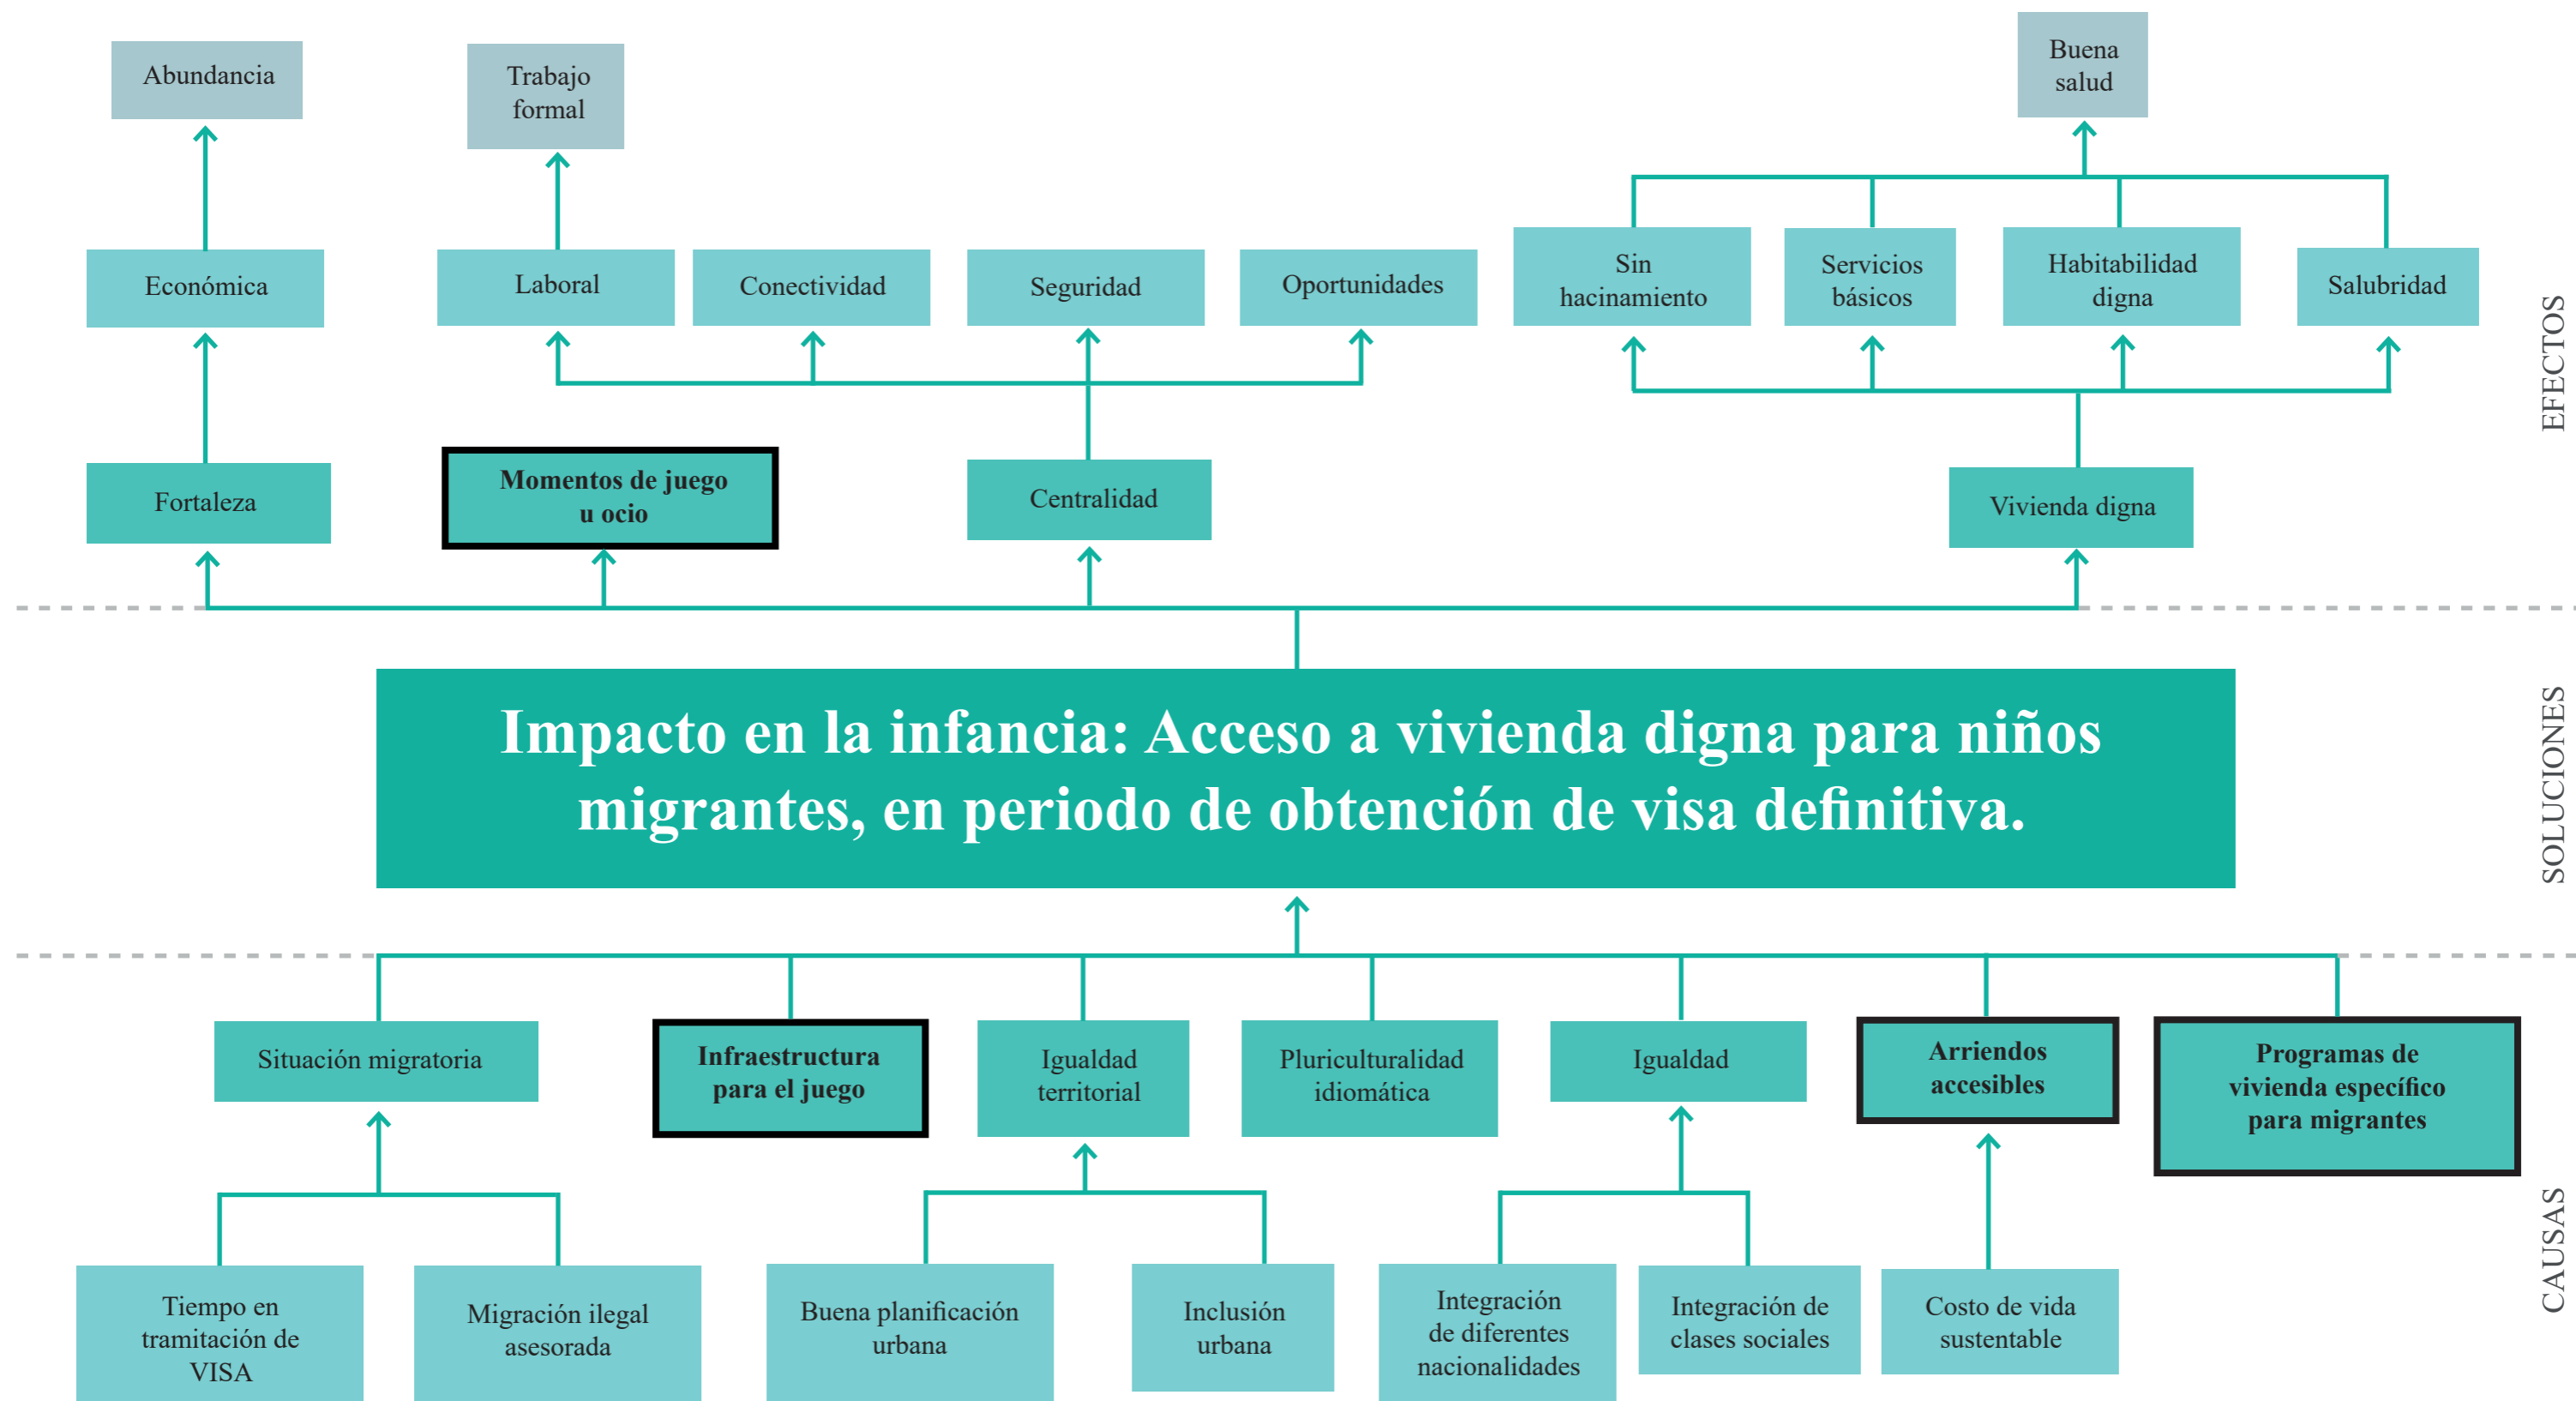 Abundancia
Trabajo
formal
Buena
salud
Económica
Laboral
Conectividad
Seguridad
Oportunidades
Sin
hacinamiento
Servicios
básicos
Habitabilidad
digna
Salubridad
EFECTOS
Fortaleza
Momentos de juego
u ocio
Centralidad
Vivienda digna
Impacto en la infancia: Acceso a vivienda digna para niños
migrantes, en periodo de obtención de visa definitiva.
SOLUCIONES
Situación migratoria
Infraestructura
para el juego
Igualdad
territorial
Pluriculturalidad
idiomática
Igualdad
Arriendos
accesibles
Programas de
vivienda específico
para migrantes
CAUSAS
Tiempo en
tramitación de
VISA
Migración ilegal
asesorada
Buena planificación
urbana
Inclusión
urbana
Integración
de diferentes
nacionalidades
Integración de
clases sociales
Costo de vida
sustentable